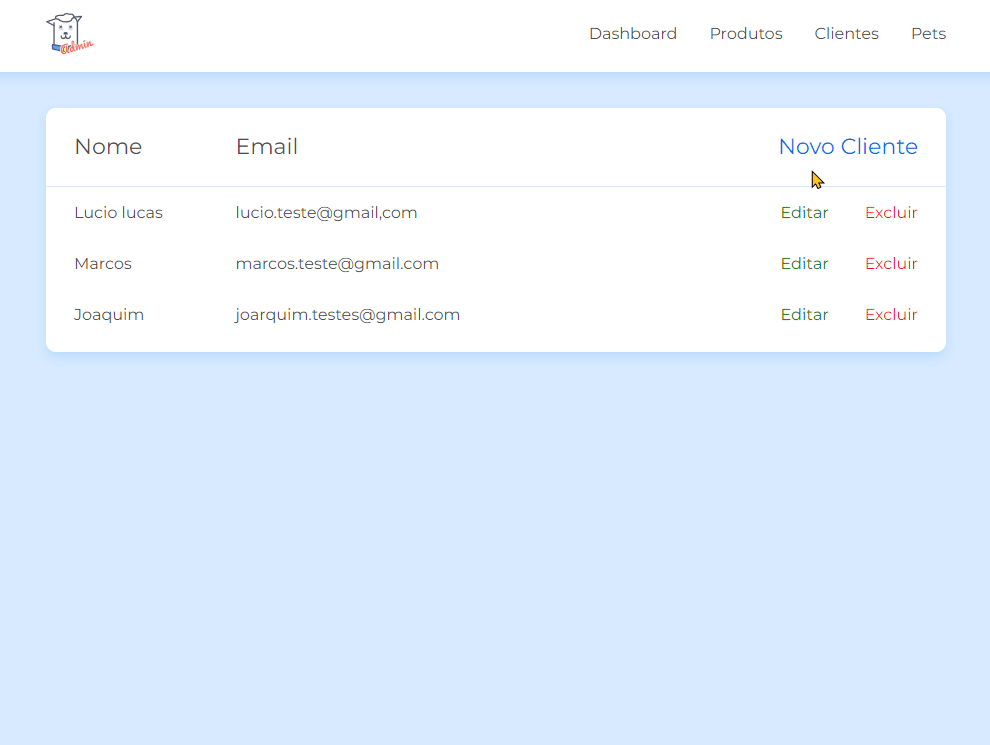 @dmin
Dashboard Produtos Clientes Pets
Nome Email Novo Cliente
Lucio lucas lucio.teste@gmail,com Editar Excluir
Marcos marcos.teste@gmail.com Editar Excluir
Joaquim joarquim.testes@gmail.com Editar Excluir